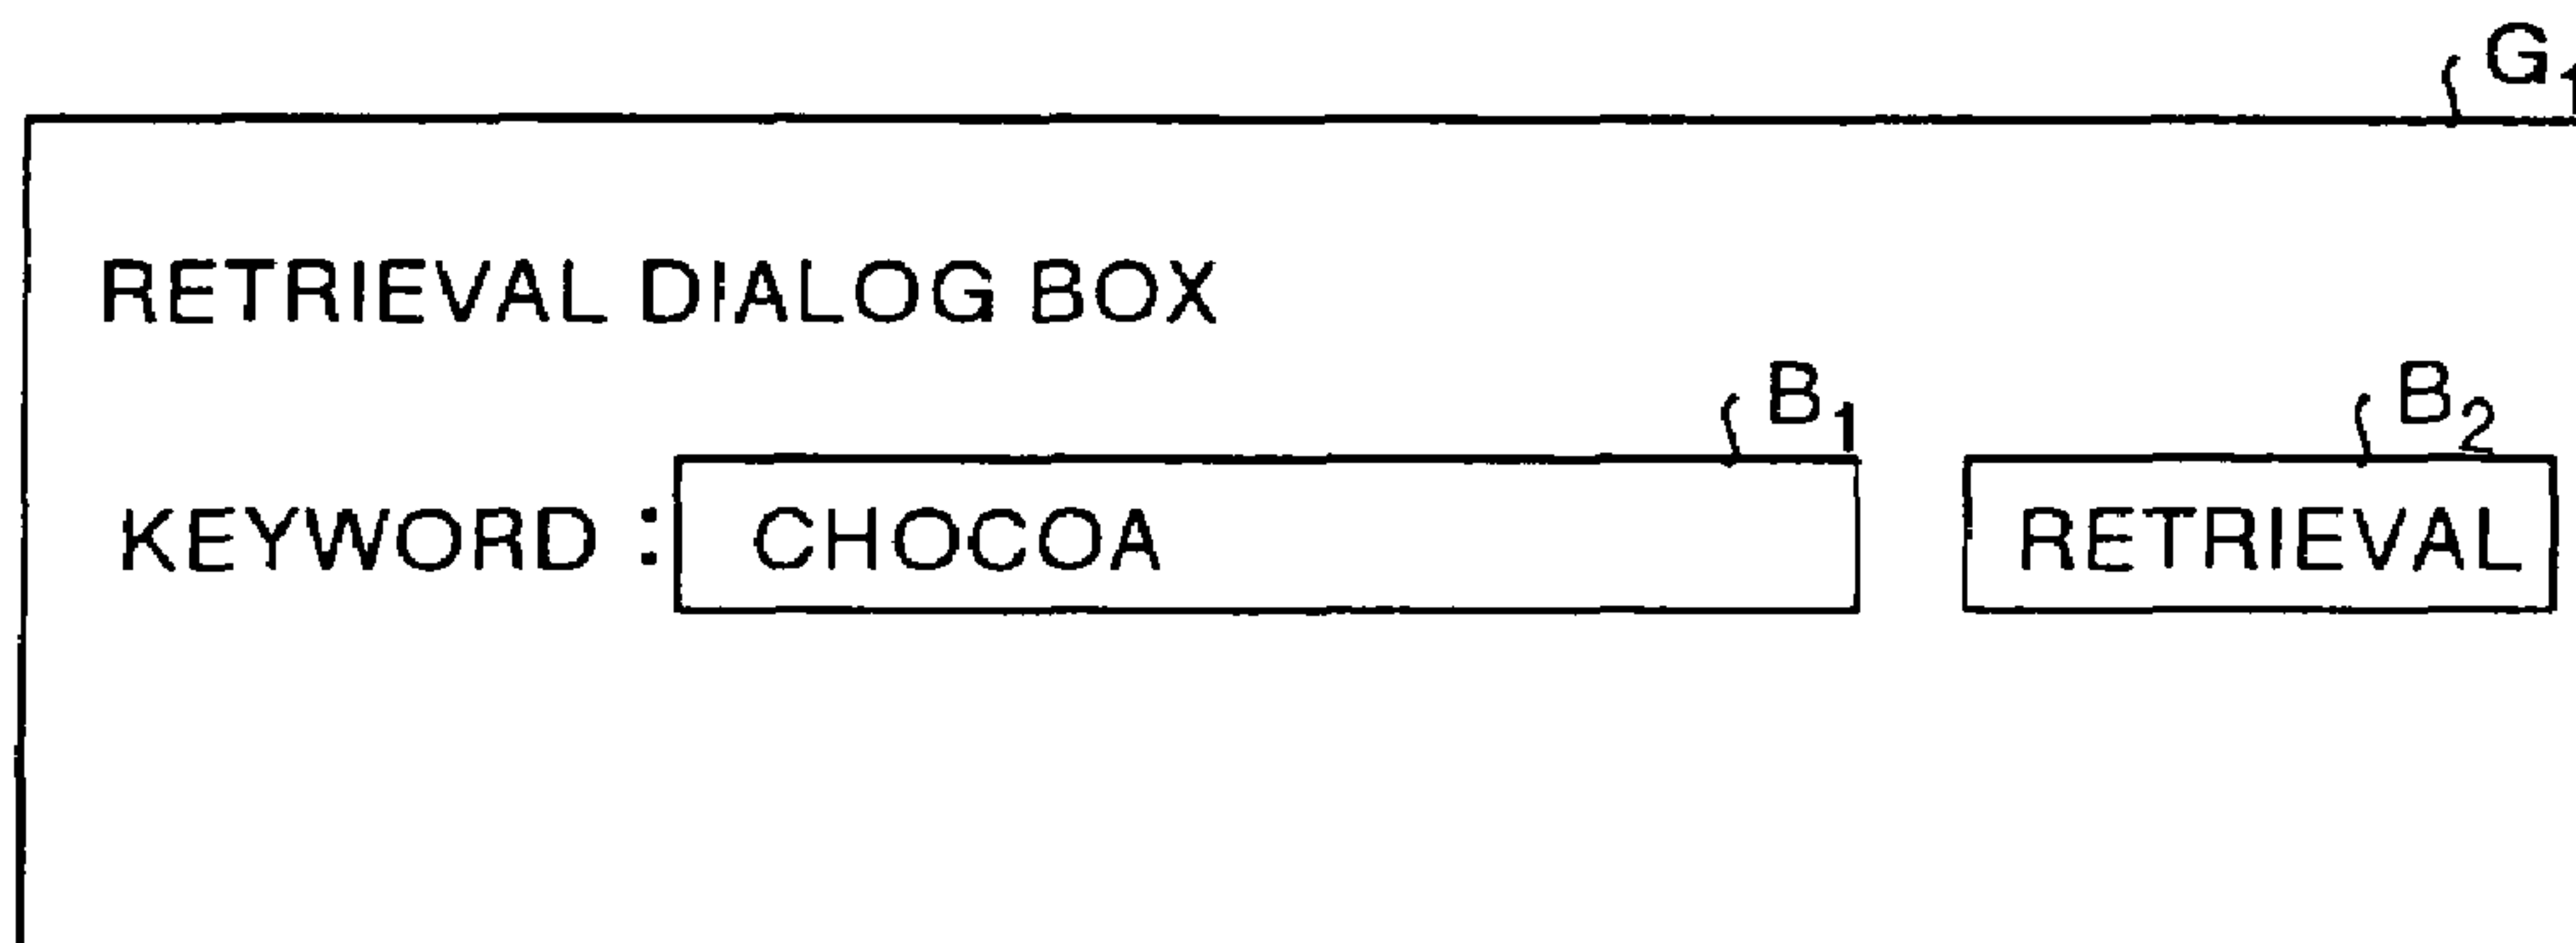 G₁
RETRIEVAL DIALOG BOX
B₁ B₂
KEYWORD : CHOCOA RETRIEVAL